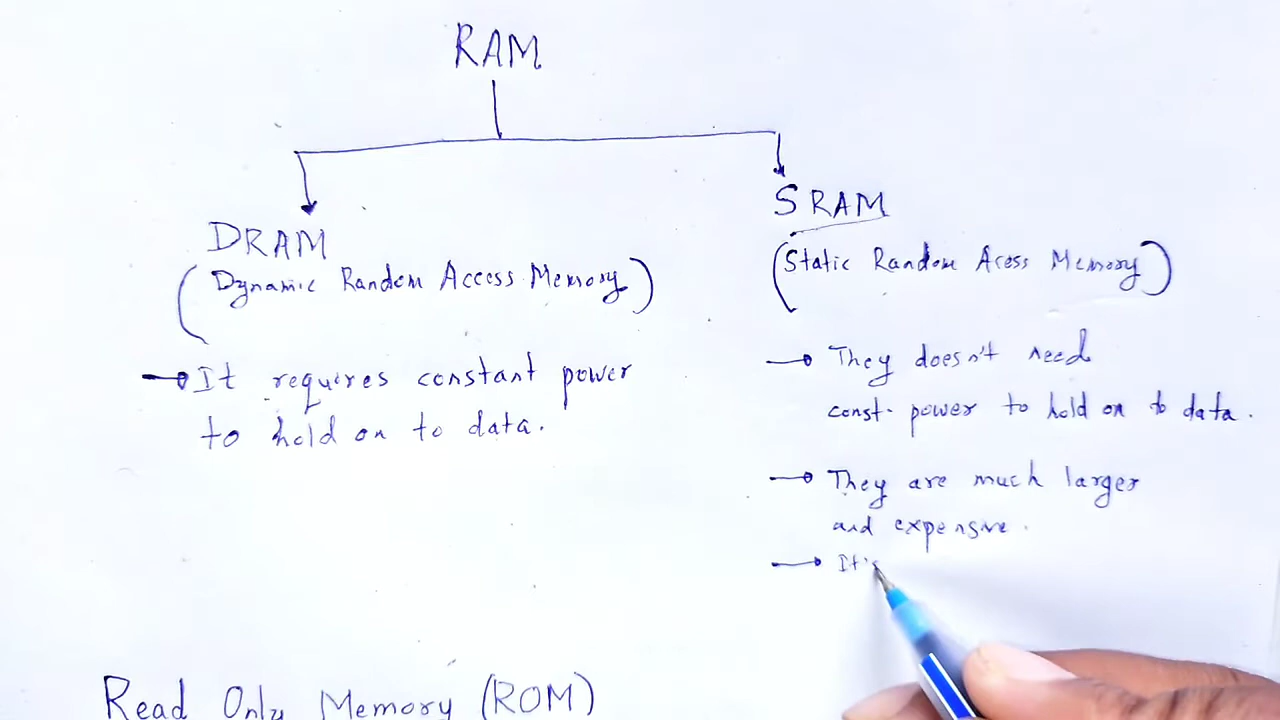 RAM
DRAM
(Dynamic Random Access Memory)
It requires constant power
to hold on to data.
SRAM
(Static Random Acess Memory)
They doesn't need
const. power to hold on to data.
They are much larger
and expensive.
It's
Read Only Memory (ROM)